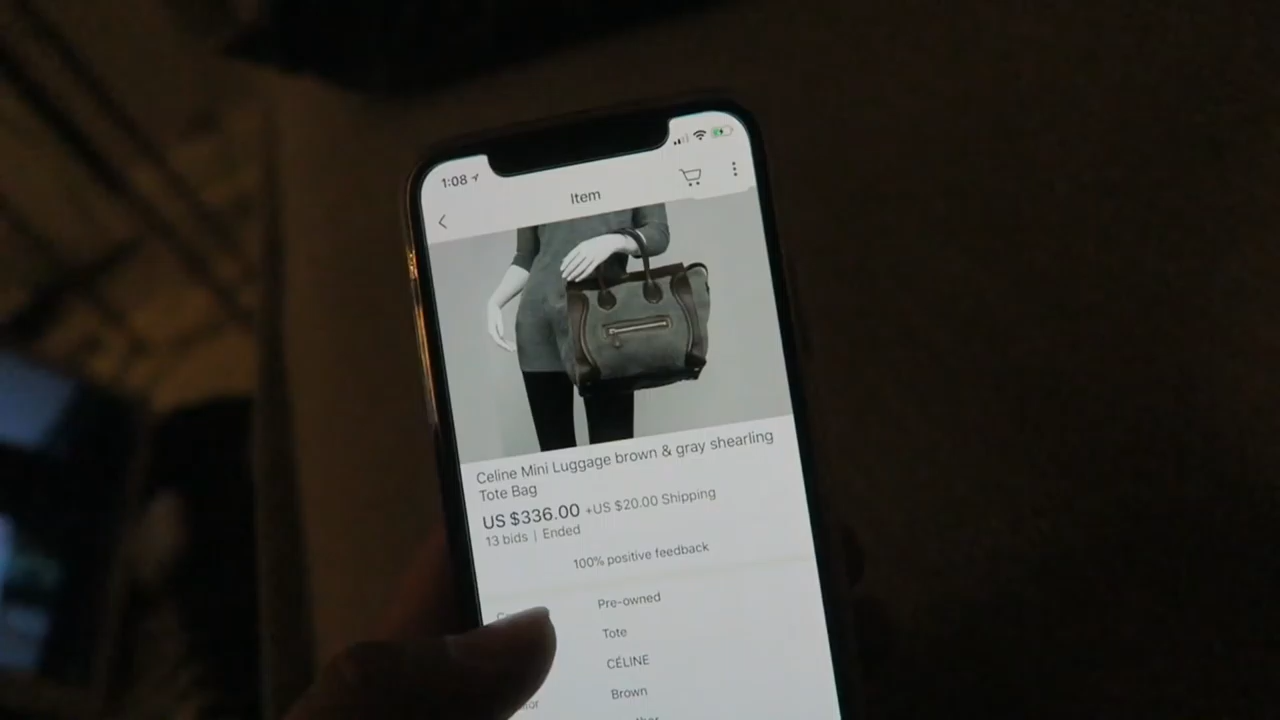 1:08
Item
Celine Mini Luggage brown & gray shearling
Tote Bag
US $336.00 +US $20.00 Shipping
13 bids | Ended
100% positive feedback
Pre-owned
Tote
CÉLINE
Brown